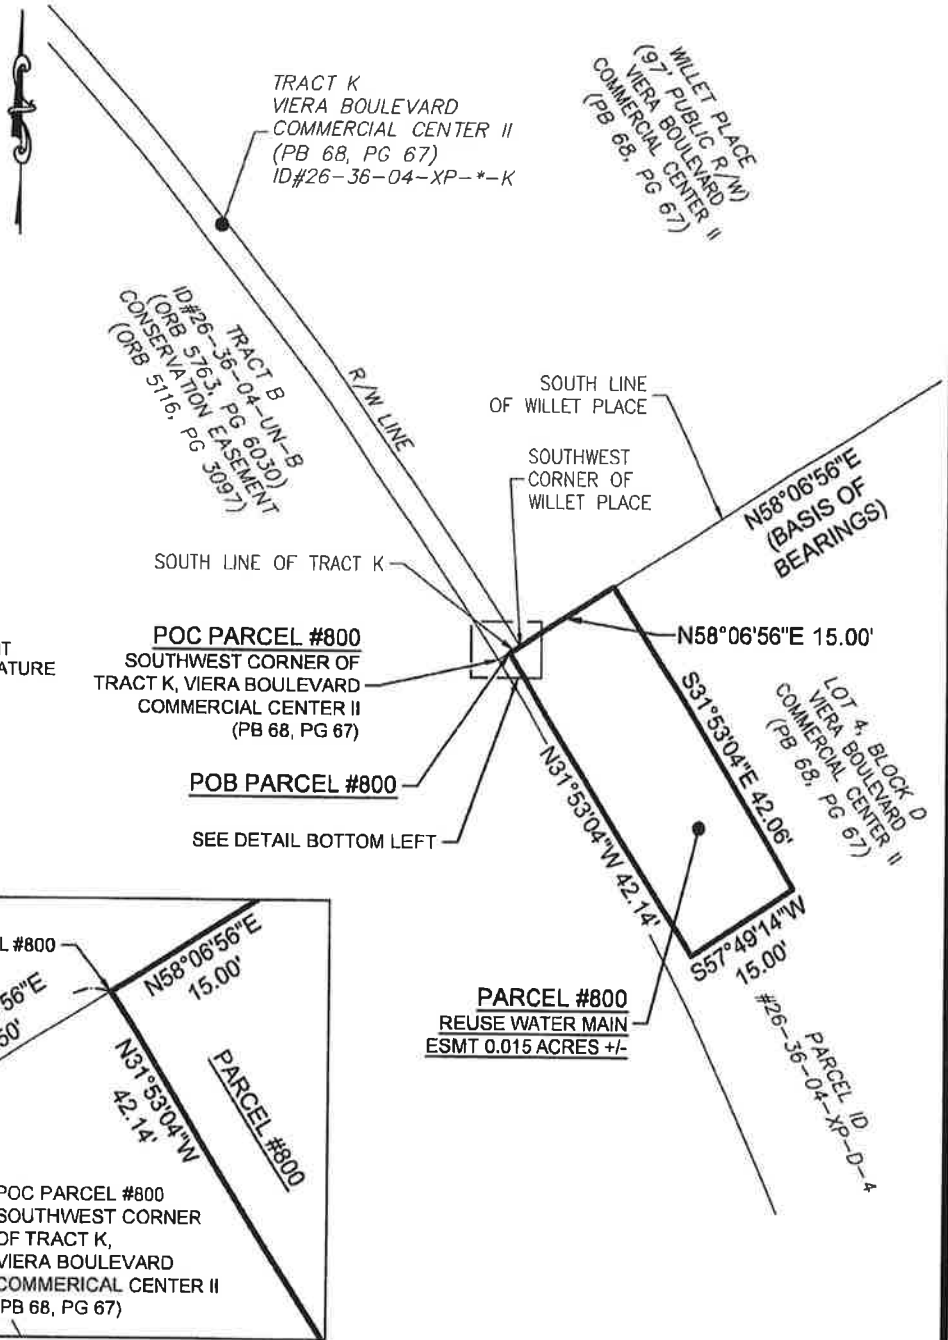 TRACT K
VIERA BOULEVARD
COMMERCIAL CENTER II
(PB 68, PG 67)
ID#26-36-04-XP-*-K
WILLET PLACE
(97' PUBLIC R/W)
VIERA BOULEVARD
COMMERCIAL CENTER II
(PB 68, PG 67)
TRACT B
ID#26-36-04-UN-B
(ORB 5763, PG 6030)
CONSERVATION EASEMENT
(ORB 5116, PG 3097)
R/W LINE
SOUTH LINE
OF WILLET PLACE
SOUTHWEST
CORNER OF
WILLET PLACE
N58°06'56"E
(BASIS OF
BEARINGS)
SOUTH LINE OF TRACT K
POC PARCEL #800
SOUTHWEST CORNER OF
TRACT K, VIERA BOULEVARD
COMMERCIAL CENTER II
(PB 68, PG 67)
T
ATURE
N58°06'56"E 15.00'
S31°53'04"E 42.06'
LOT 4, BLOCK D
VIERA BOULEVARD
COMMERCIAL CENTER II
(PB 68, PG 67)
POB PARCEL #800
SEE DETAIL BOTTOM LEFT
N31°53'04"W 42.14'
S57°49'14"W
15.00'
PARCEL #800
REUSE WATER MAIN
ESMT 0.015 ACRES +/-
PARCEL ID
#26-36-04-XP-D-4
L #800
N58°06'56"E
15.00'
56"E
50'
N31°53'04"W
42.14'
PARCEL #800
POC PARCEL #800
SOUTHWEST CORNER
OF TRACT K,
VIERA BOULEVARD
COMMERICAL CENTER II
PB 68, PG 67)